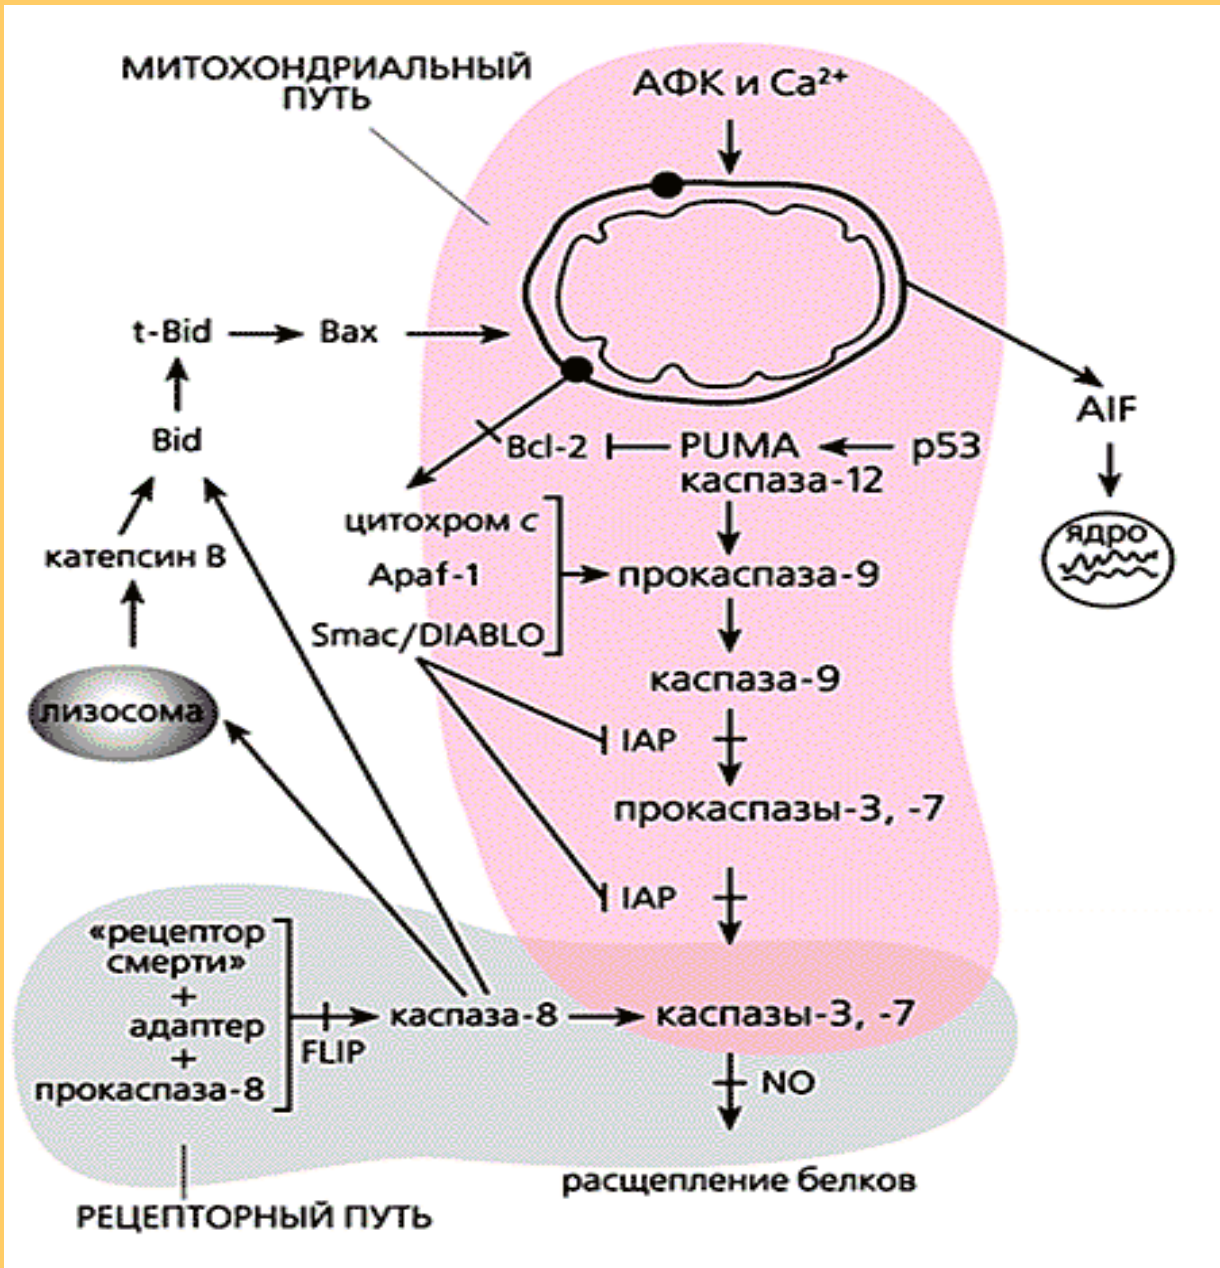 МИТОХОНДРИАЛЬНЫЙ
ПУТЬ
АФК и Ca²⁺
t-Bid
Bax
Bid
AIF
Bcl-2
PUMA
p53
каспаза-12
цитохром c
ядро
катепсин B
Apaf-1
прокаспаза-9
Smac/DIABLO
каспаза-9
лизосома
IAP
прокаспазы-3, -7
IAP
«рецептор
смерти»
+
адаптер
+
прокаспаза-8
FLIP
каспаза-8
каспазы-3, -7
NO
расщепление белков
РЕЦЕПТОРНЫЙ ПУТЬ